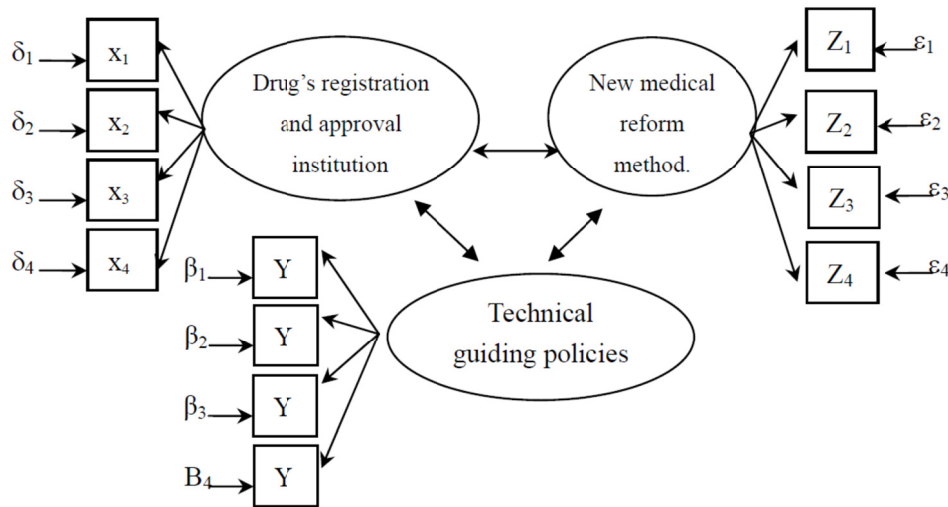 δ1
x1
δ2
x2
δ3
x3
δ4
x4
Drug's registration
and approval
institution
New medical
reform
method.
Z1
ε1
Z2
ε2
Z3
ε3
Z4
ε4
β1
Y
β2
Y
β3
Y
B4
Y
Technical
guiding policies